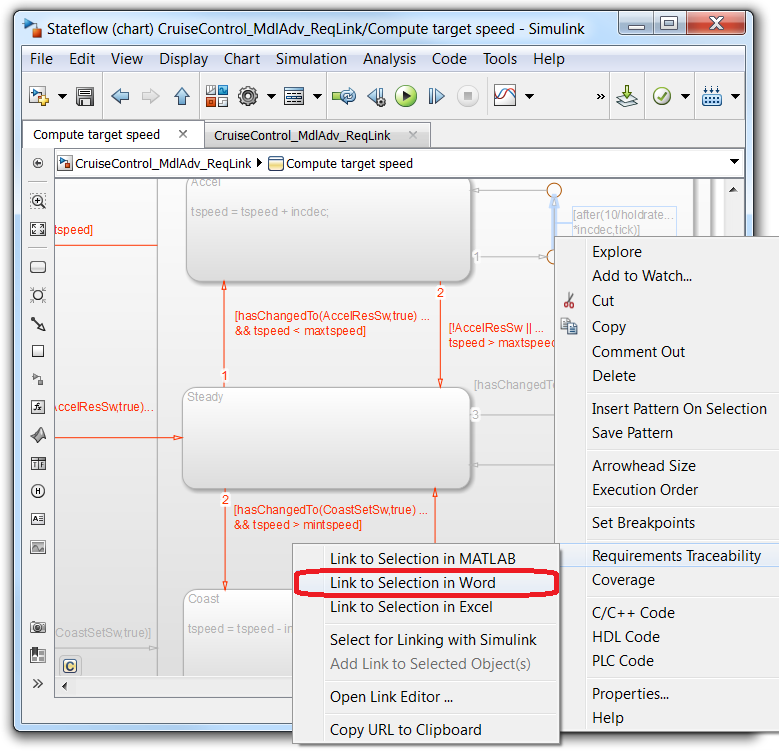 Stateflow (chart) CruiseControl_MdlAdv_ReqLink/Compute target speed - Simulink
File Edit View Display Chart Simulation Analysis Code Tools Help
»
Compute target speed
CruiseControl_MdlAdv_ReqLink
CruiseControl_MdlAdv_ReqLink
Compute target speed
Accel
tspeed = tspeed + incdec;
[after(10/holdrate...
*incdec,tick)]
tspeed]
1
2
[hasChangedTo(AccelResSw,true) ...
&& tspeed < maxtspeed]
[!AccelResSw || ...
tspeed > maxtspeed
1
[hasChangedTo
Steady
3
AccelResSw,true)...
2
[hasChangedTo(CoastSetSw,true) ...
&& tspeed > mintspeed]
Coast
tspeed = tspeed - in
CoastSetSw,true)]
C
»
Explore
Add to Watch...
Cut
Copy
Comment Out
Delete
Insert Pattern On Selection
Save Pattern
Arrowhead Size
Execution Order
Set Breakpoints
Requirements Traceability
Coverage
C/C++ Code
HDL Code
PLC Code
Properties...
Help
Link to Selection in MATLAB
Link to Selection in Word
Link to Selection in Excel
Select for Linking with Simulink
Add Link to Selected Object(s)
Open Link Editor ...
Copy URL to Clipboard